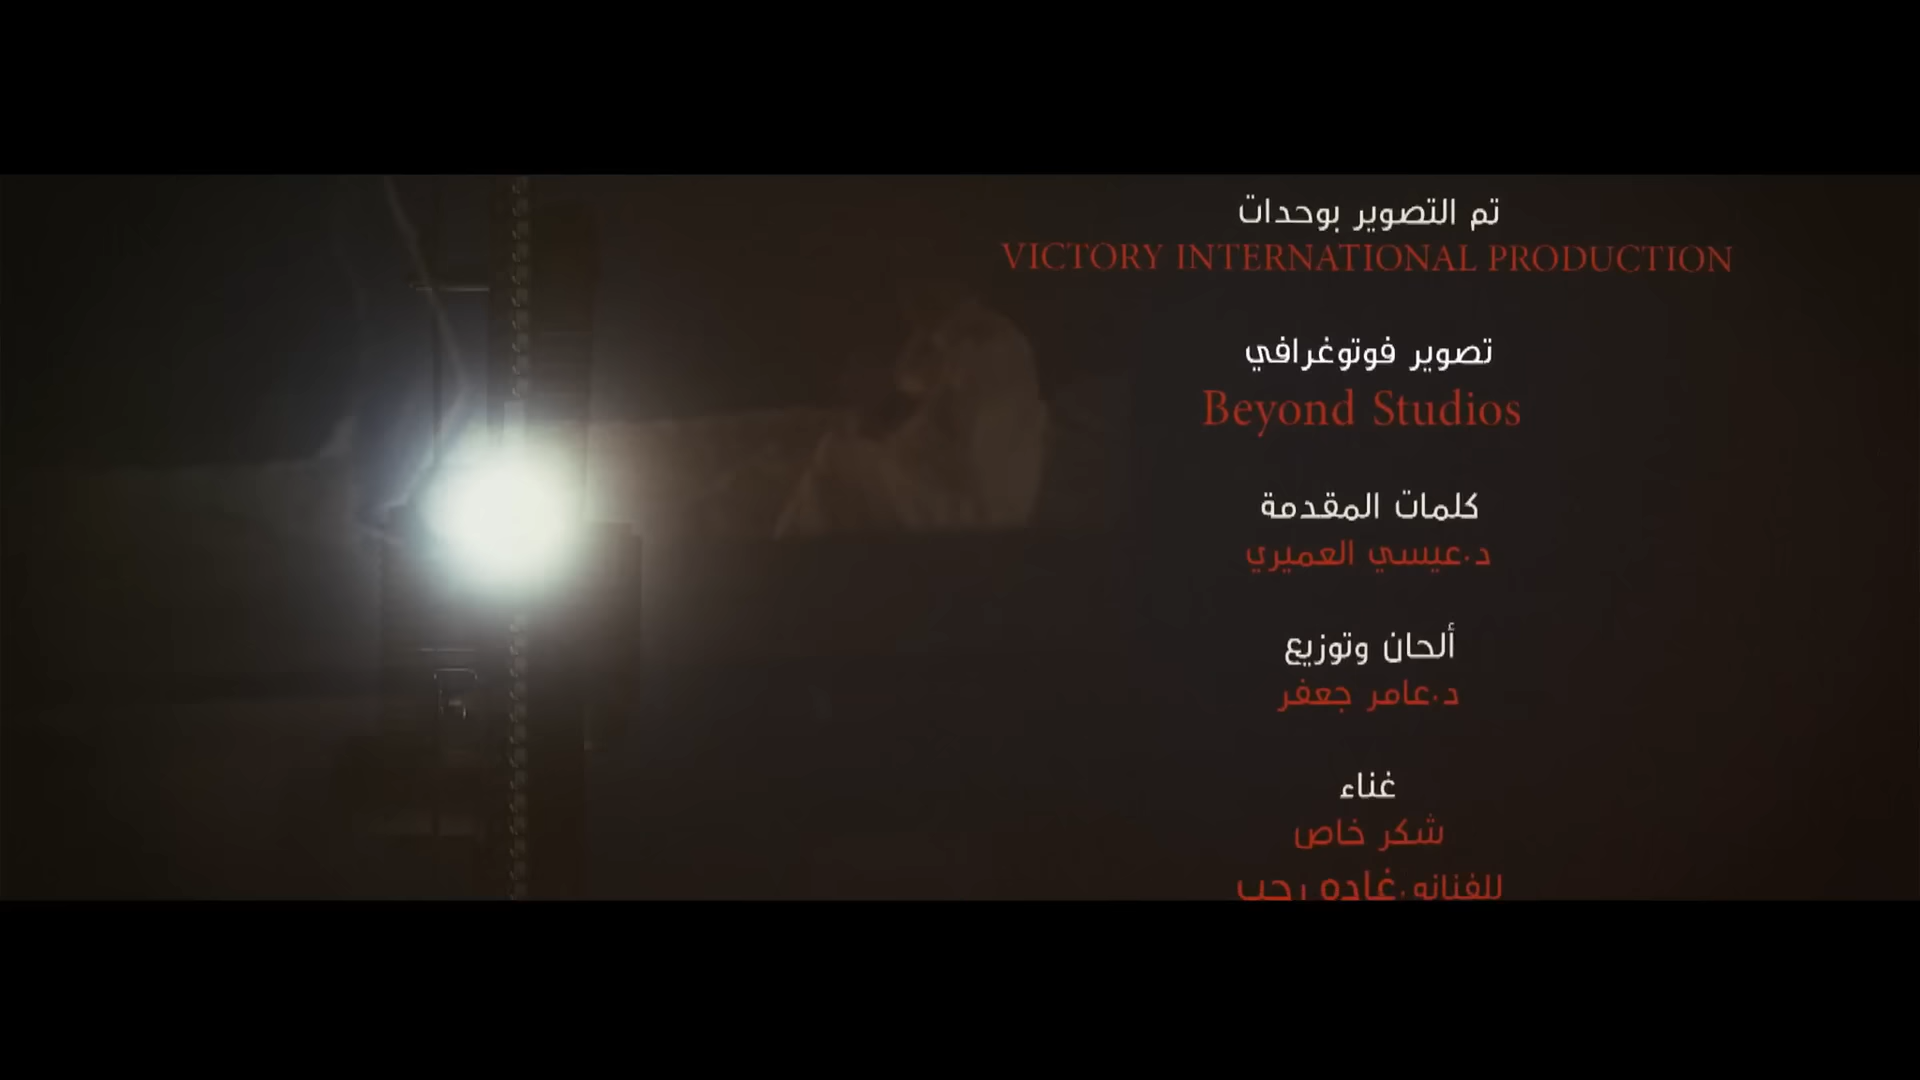 تم التصوير بوحدات
VICTORY INTERNATIONAL PRODUCTION
تصوير فوتوغرافي
Beyond Studios
كلمات المقدمة
د.عيسي العميري
ألحان وتوزيع
د.عامر جعفر
غناء
شكر خاص
للفنانه.غاده رجب